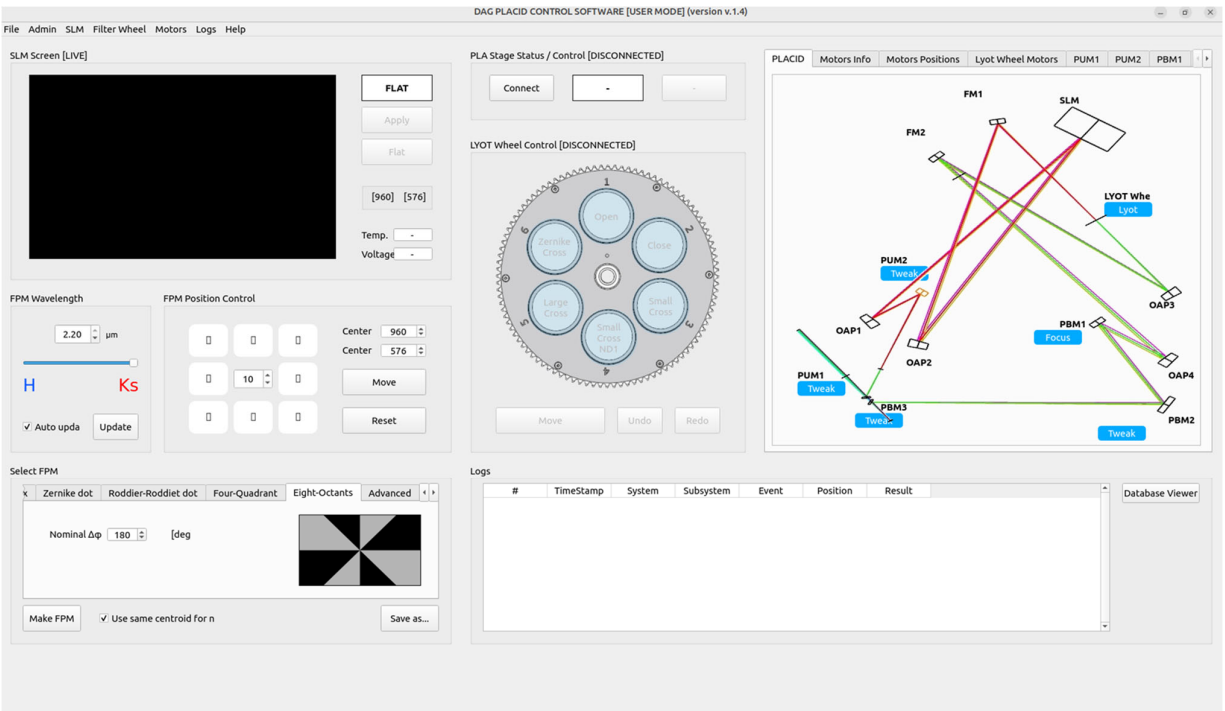 DAG PLACID CONTROL SOFTWARE [USER MODE] (version v.1.4)
File Admin SLM Filter Wheel Motors Logs Help
SLM Screen [LIVE]
FLAT
Apply
Flat
[960] [576]
Temp. -
Voltage -
FPM Wavelength
2.20 µm
H Ks
Auto upda
Update
FPM Position Control
10
Center 960
Center 576
Move
Reset
Select FPM
x Zernike dot Roddier-Roddiet dot Four-Quadrant Eight-Octants Advanced
Nominal Δφ 180 [deg
Make FPM
Use same centroid for n
Save as...
PLA Stage Status / Control [DISCONNECTED]
Connect - -
LYOT Wheel Control [DISCONNECTED]
1
Open
2
Close
3
Small
Cross
4
Small
Cross
ND1
5
Large
Cross
6
Zernike
Cross
Move Undo Redo
PLACID Motors Info Motors Positions Lyot Wheel Motors PUM1 PUM2 PBM1
FM1
SLM
FM2
LYOT Whe
Lyot
PUM2
Tweak
OAP3
OAP1
PBM1
Focus
OAP2
OAP4
PUM1
Tweak
PBM3
Tweak
PBM2
Tweak
Logs
# TimeStamp System Subsystem Event Position Result
Database Viewer